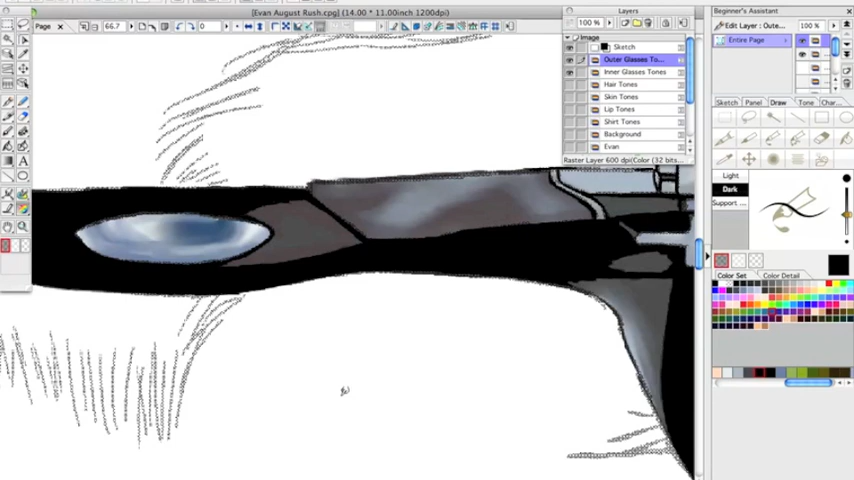 [Evan August Rush.cpg] (14.00 * 11.00inch 1200dpi)
Page
66.7
0
Layers
100 %
Image
Sketch
Outer Glasses To...
Inner Glasses Tones
Hair Tones
Skin Tones
Lip Tones
Shirt Tones
Background
Evan
Raster Layer 600 dpi(Color (32 bits...
Beginner's Assistant
Edit Layer : Oute...
100 %
Entire Page
Sketch
Panel
Draw
Tone
Char...
Light
Dark
Support ...
Color Set
Color Detail
A